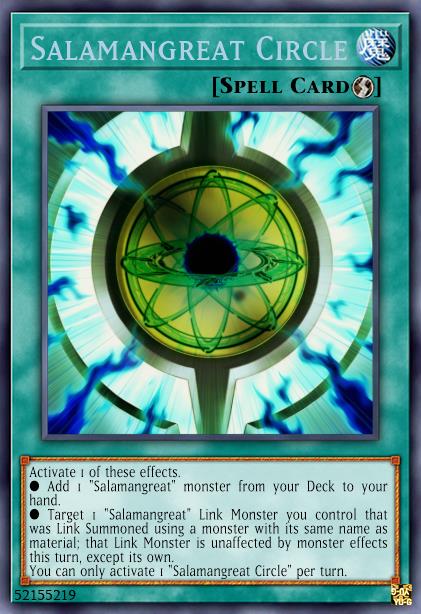 Salamangreat Circle
魔
[Spell Card]
Activate 1 of these effects.
● Add 1 "Salamangreat" monster from your Deck to your
hand.
● Target 1 "Salamangreat" Link Monster you control that
was Link Summoned using a monster with its same name as
material; that Link Monster is unaffected by monster effects
this turn, except its own.
You can only activate 1 "Salamangreat Circle" per turn.
52155219